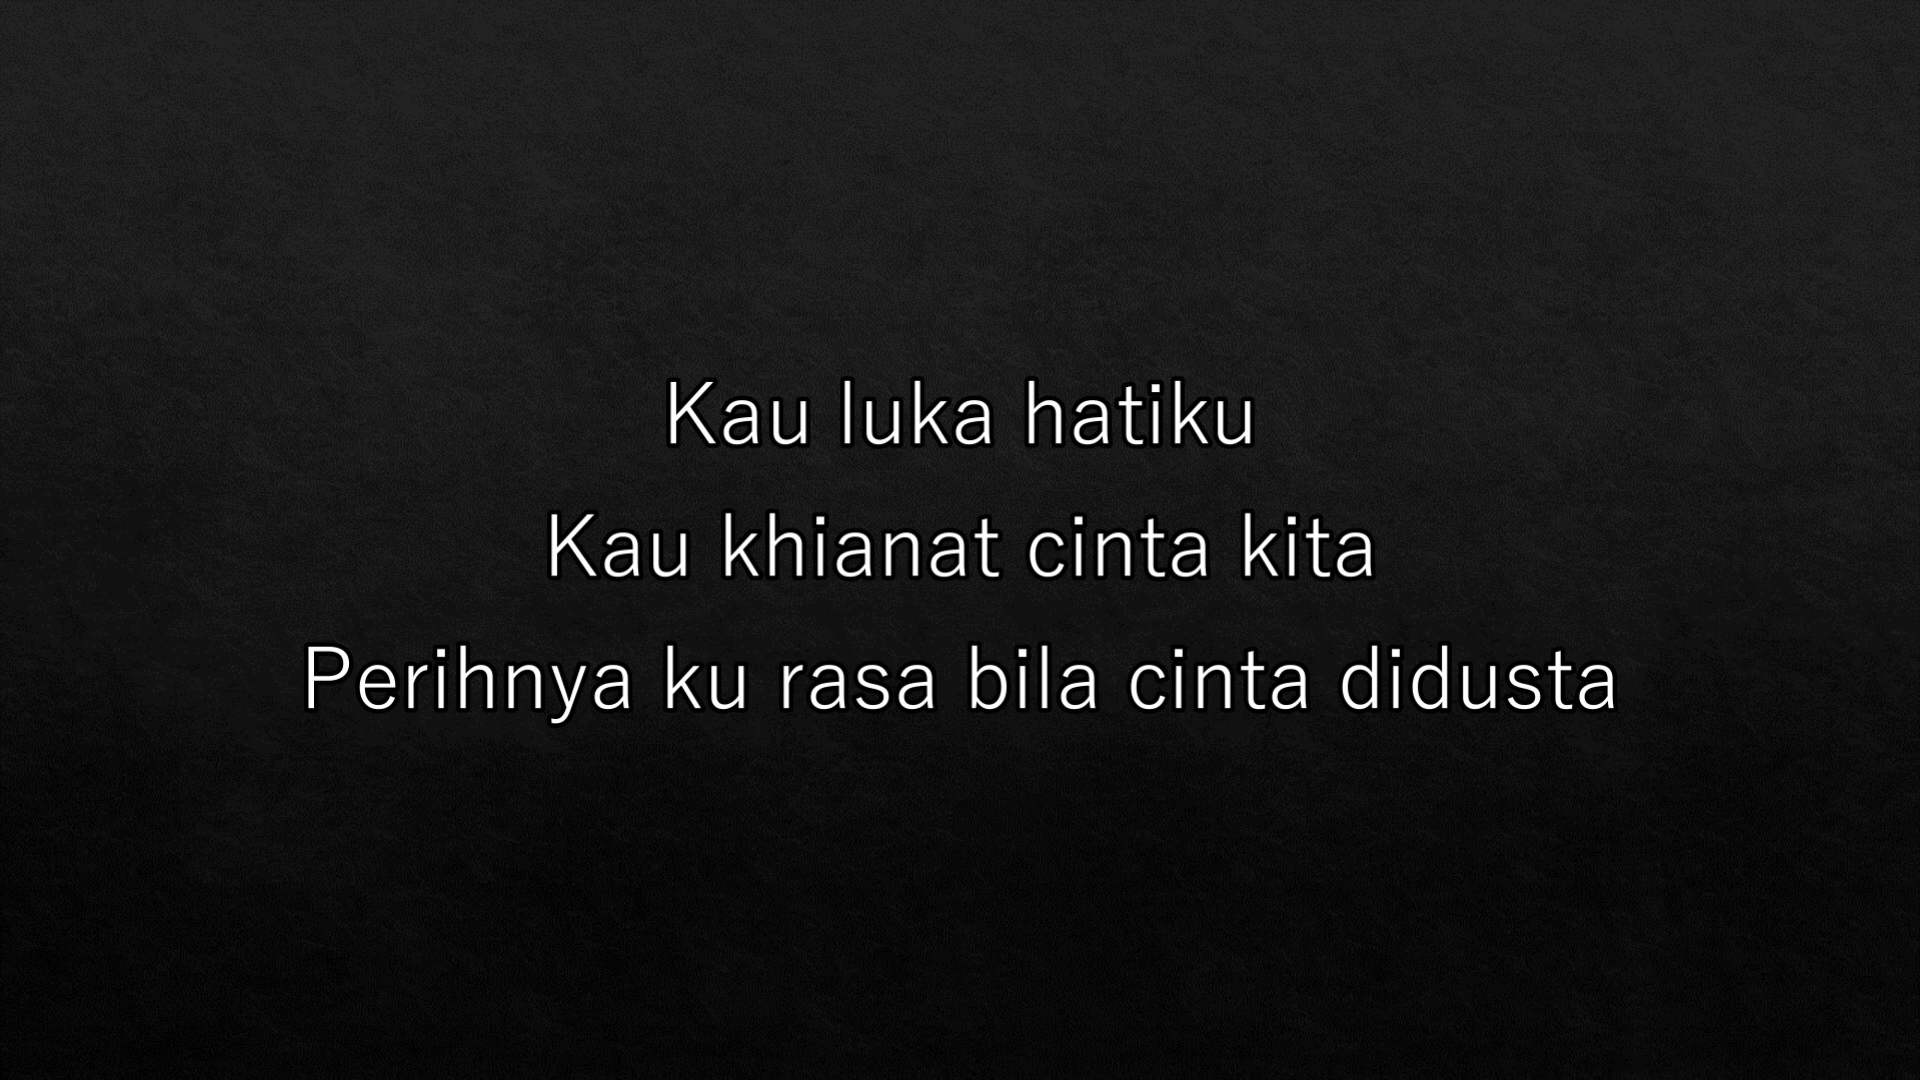 Kau luka hatiku
Kau khianat cinta kita
Perihnya ku rasa bila cinta didusta